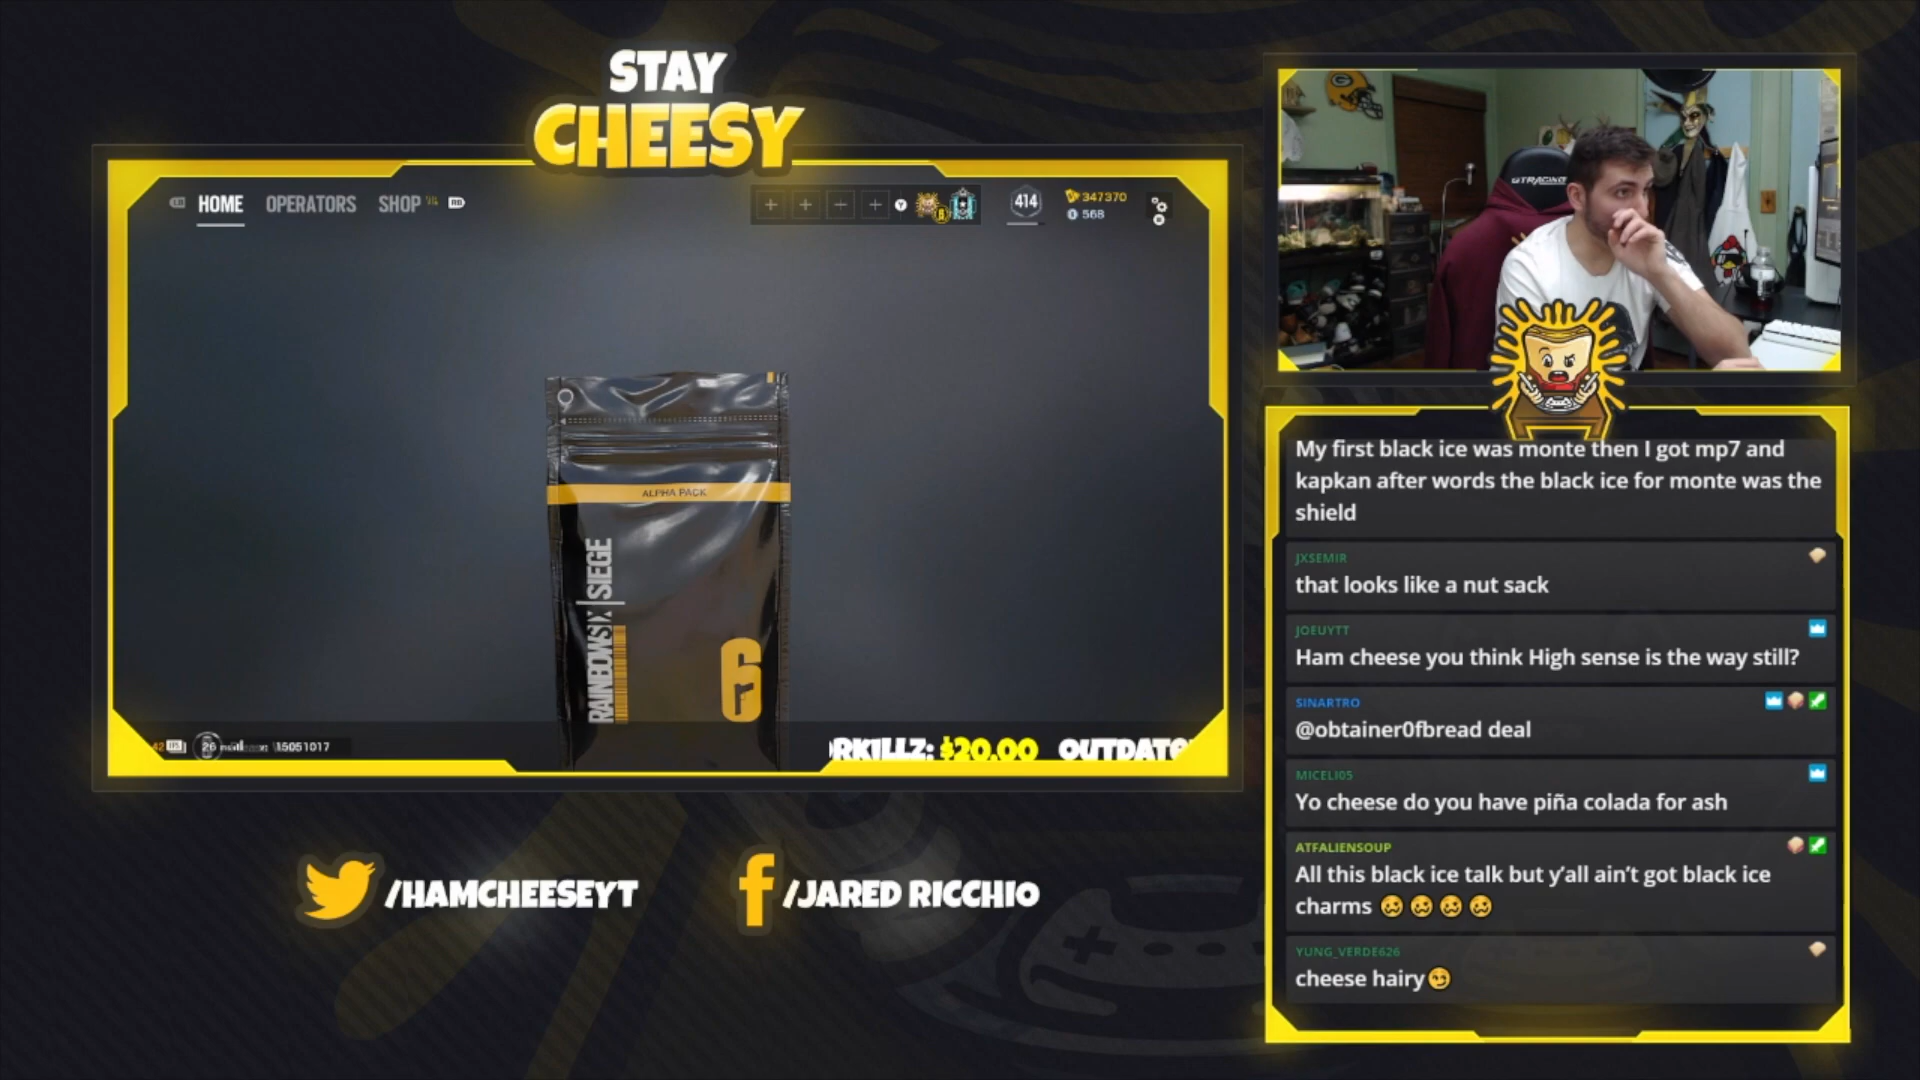 STAY
CHEESY
HOME OPERATORS SHOP
414
347370
568
ALPHA PACK
RAINBOWSIX|SIEGE
6
15051017
RKILLZ: $20.00 OUTDATO
/HAMCHEESEYT
/JARED RICCHIO
GTRACING
My first black ice was monte then I got mp7 and
kapkan after words the black ice for monte was the
shield
JXSEMIR
that looks like a nut sack
JOEUYTT
Ham cheese you think High sense is the way still?
SINARTRO
@obtainer0fbread deal
MICELI05
Yo cheese do you have piña colada for ash
ATFALIENSOUP
All this black ice talk but y’all ain’t got black ice
charms 🥴 🥴 🥴 🥴
YUNG_VERDE626
cheese hairy😏